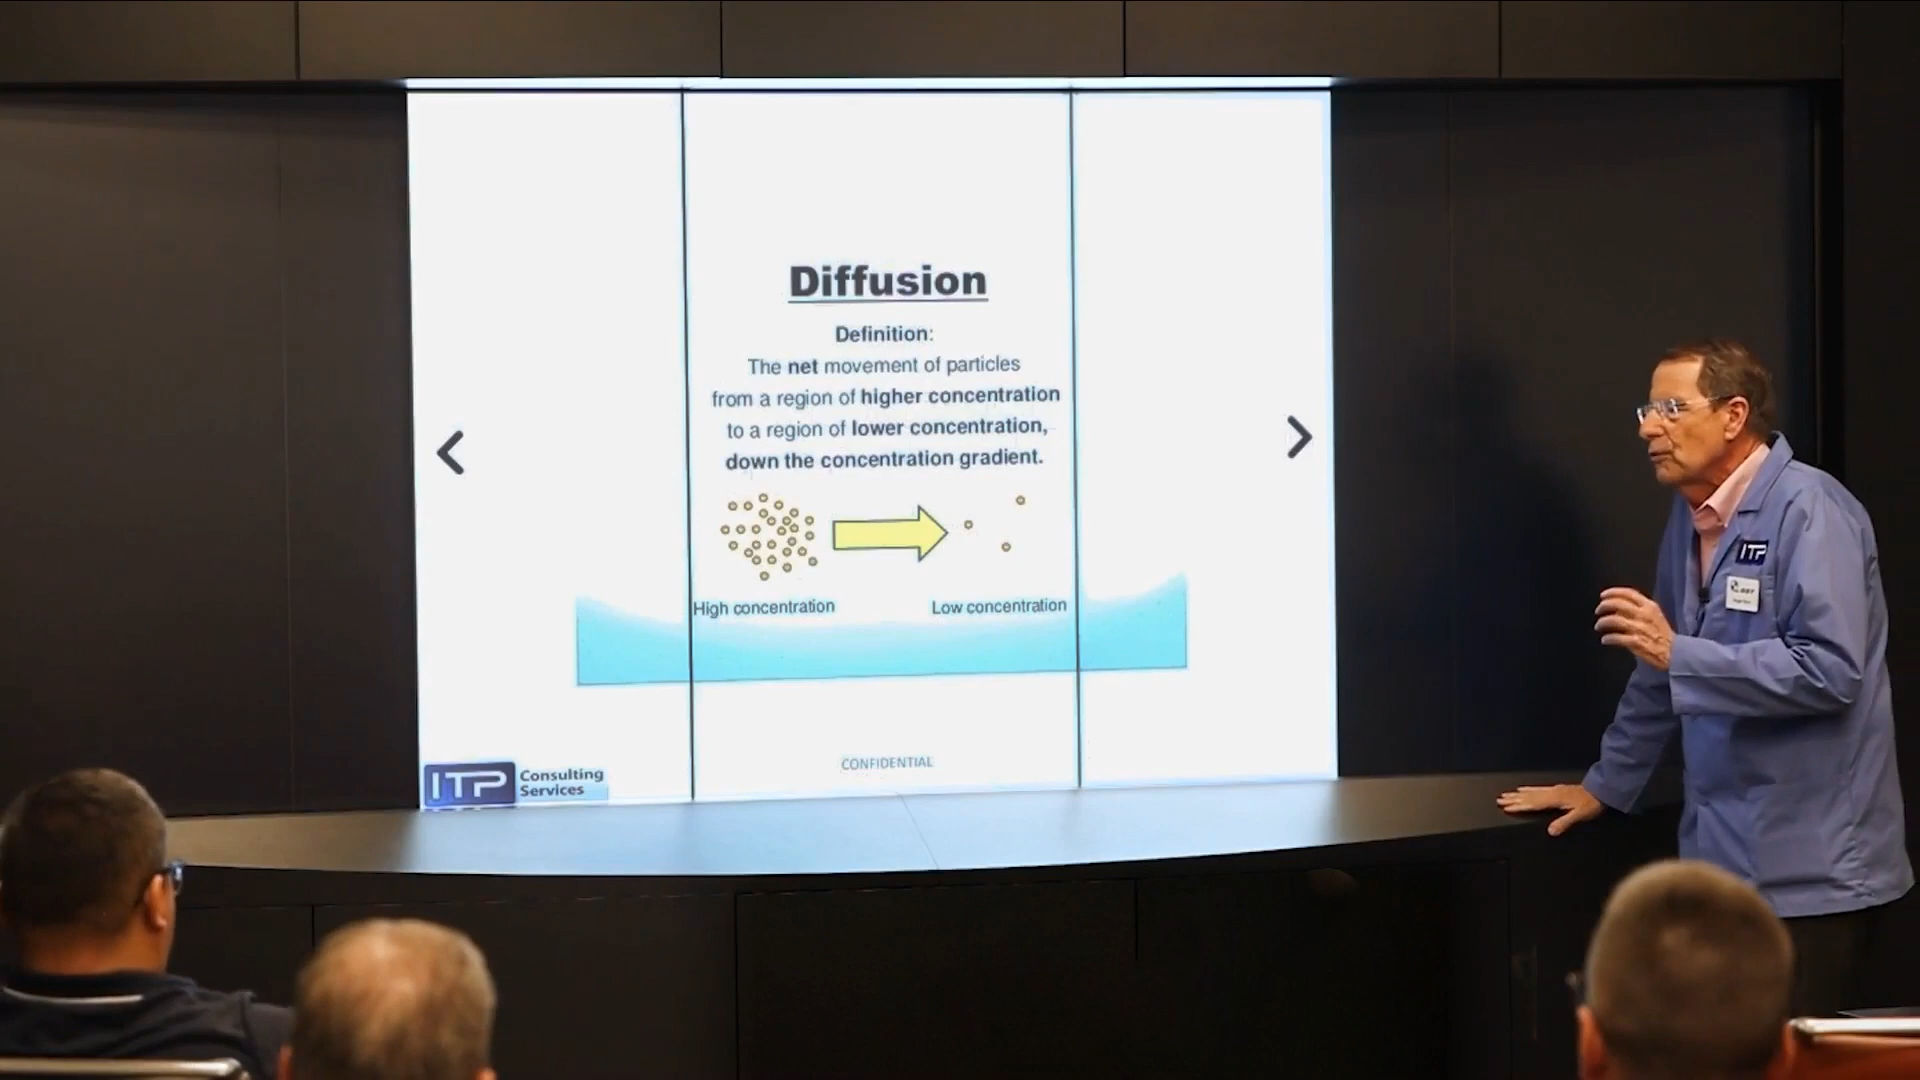 Diffusion
Definition:
The net movement of particles
from a region of higher concentration
to a region of lower concentration,
down the concentration gradient.
High concentration
Low concentration
CONFIDENTIAL
ITP Consulting
Services
ITP